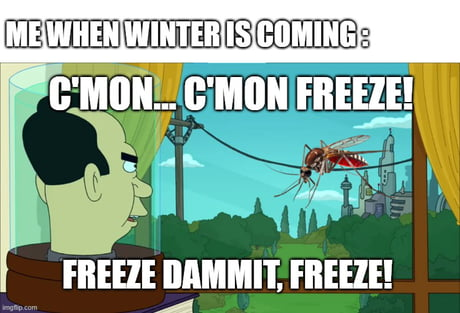 ME WHEN WINTER IS COMING :
C'MON... C'MON FREEZE!
FREEZE DAMMIT, FREEZE!
imgflip.com